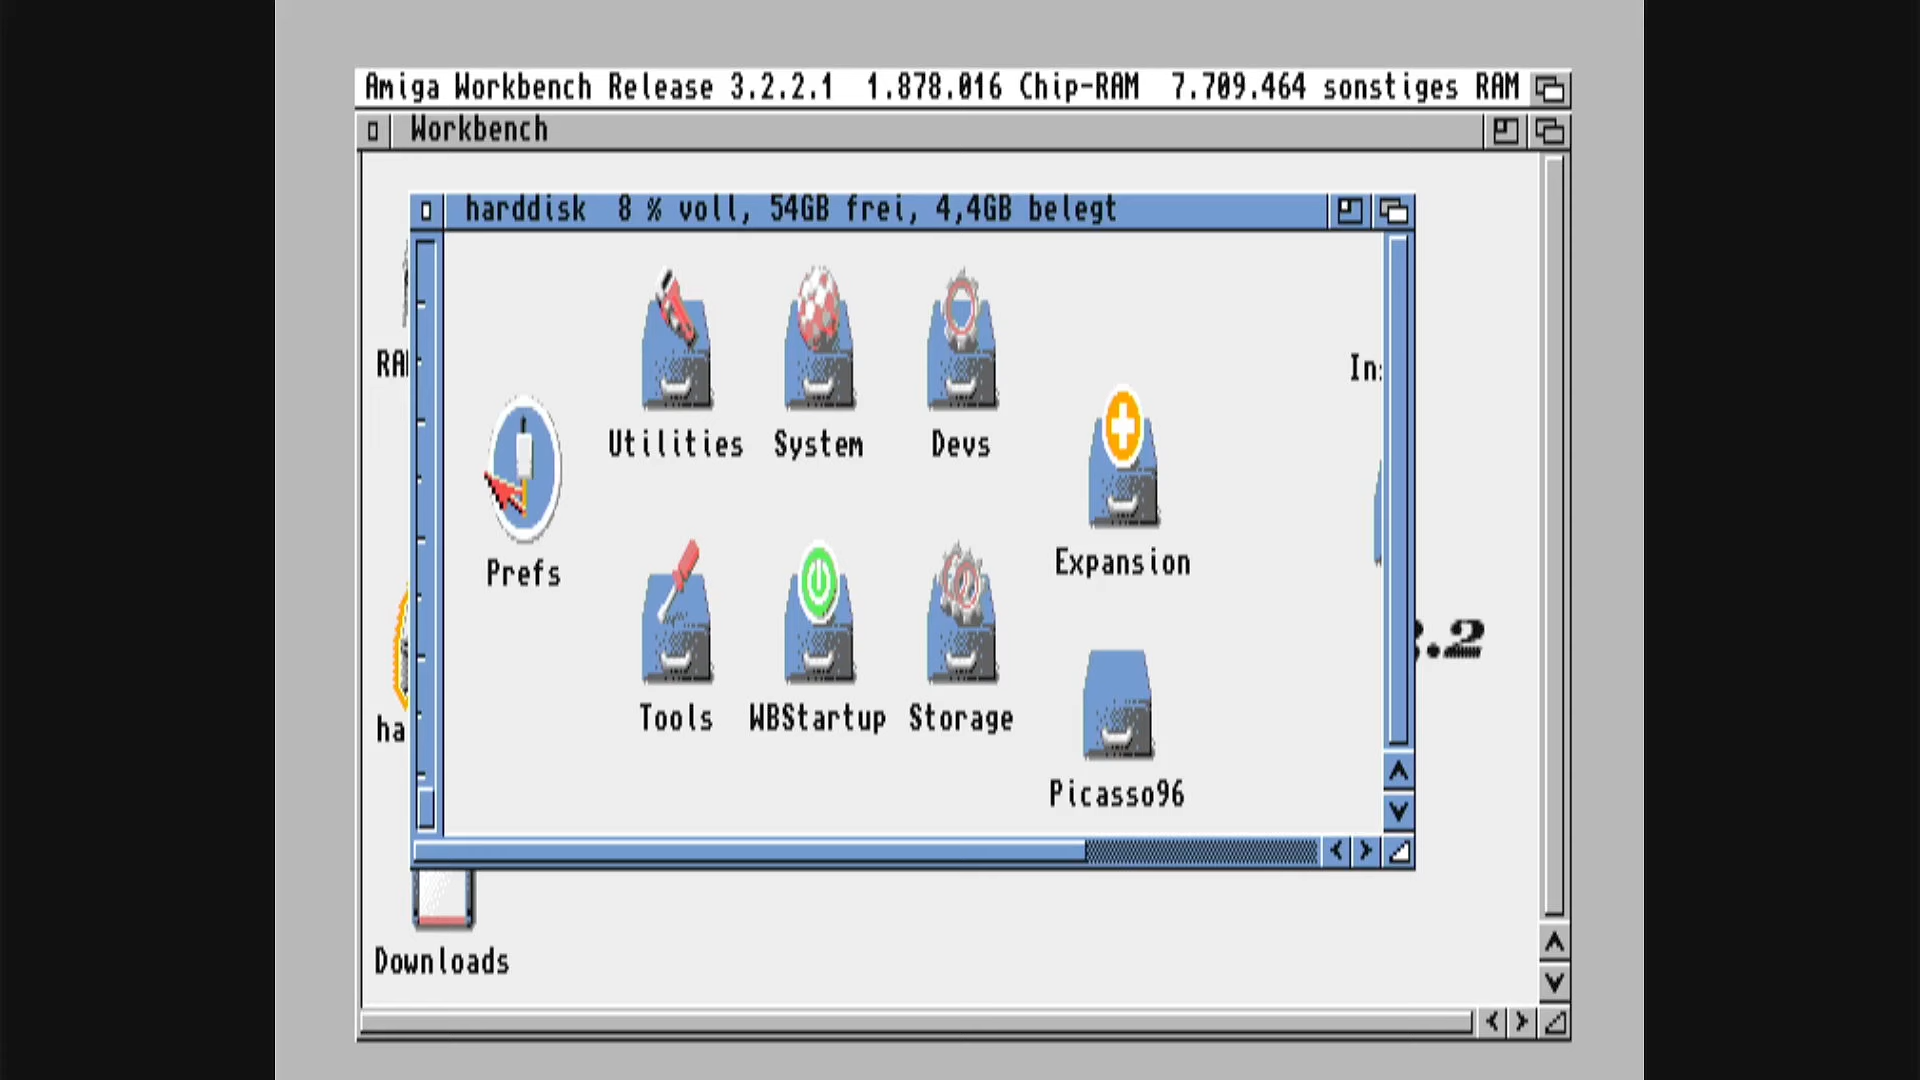 Amiga Workbench Release 3.2.2.1 1.878.016 Chip-RAM 7.709.464 sonstiges RAM
Workbench
harddisk 8 % voll, 54GB frei, 4,4GB belegt
Utilities System Devs
Prefs
Expansion
Tools WBStartup Storage
Picasso96
.2
Downloads